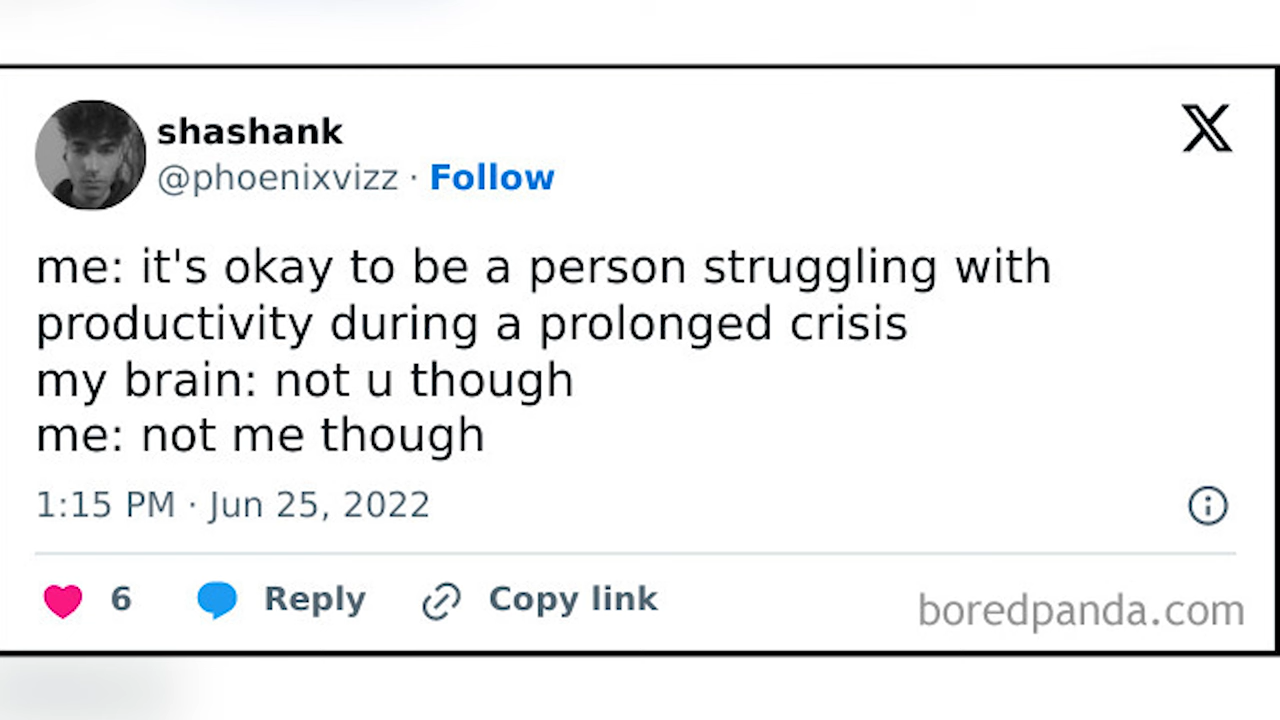 shashank
@phoenixvizz · Follow
me: it's okay to be a person struggling with
productivity during a prolonged crisis
my brain: not u though
me: not me though
1:15 PM · Jun 25, 2022
6 Reply Copy link
boredpanda.com